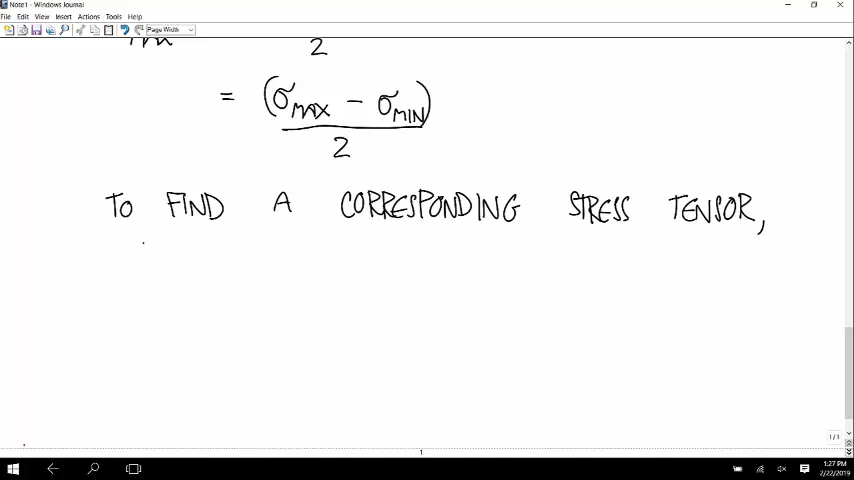 Note1 - Windows Journal
File Edit View Insert Actions Tools Help
Page Width
2
= (σMAX - σMIN)
2
TO FIND A CORRESPONDING STRESS TENSOR,
1/1
1
1:27 PM
2/22/2019